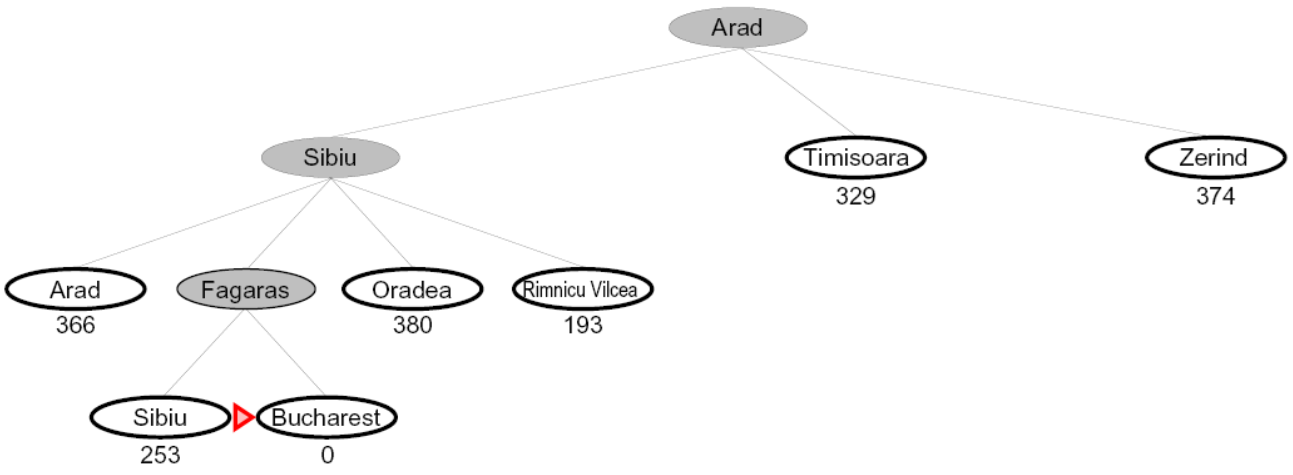 Arad
Sibiu
Timisoara
Zerind
329
374
Arad
Fagaras
Oradea
Rimnicu Vilcea
366
380
193
Sibiu
Bucharest
253
0